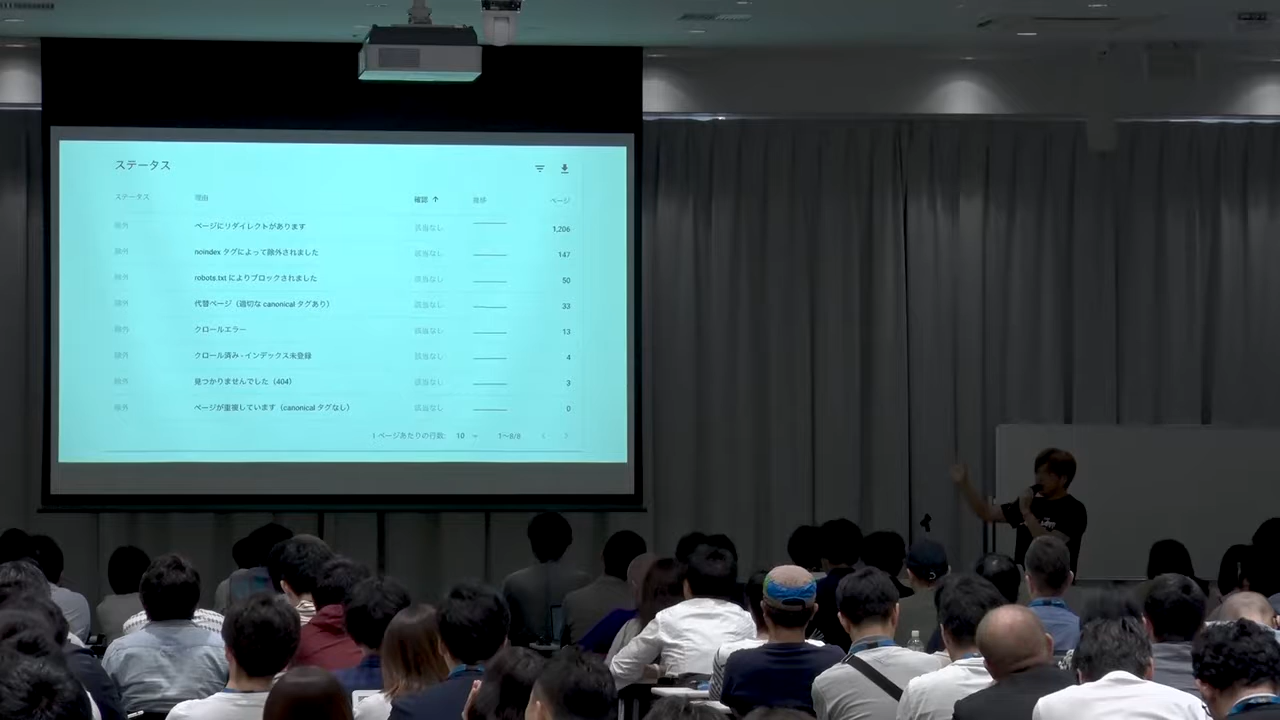 ステータス
ステータス 理由 確認 ↑ 推移 ページ
除外 ページにリダイレクトがあります 該当なし 1,206
除外 noindex タグによって除外されました 該当なし 147
除外 robots.txt によりブロックされました 該当なし 50
除外 代替ページ（適切な canonical タグあり） 該当なし 33
除外 クロールエラー 該当なし 13
除外 クロール済み - インデックス未登録 該当なし 4
除外 見つかりませんでした（404） 該当なし 3
除外 ページが重複しています（canonical タグなし） 該当なし 0
1 ページあたりの行数: 10 1～8/8